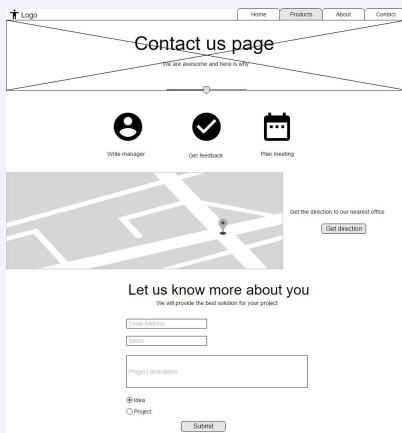 Logo
Home Products About Contact
Contact us page
We are awesome and here is why
Write manager Get feedback Plan meeting
Get the direction to our nearest office
Get direction
Let us know more about you
We will provide the best solution for your project
Email Address
Name
Progect description
Idea
Project
Submit